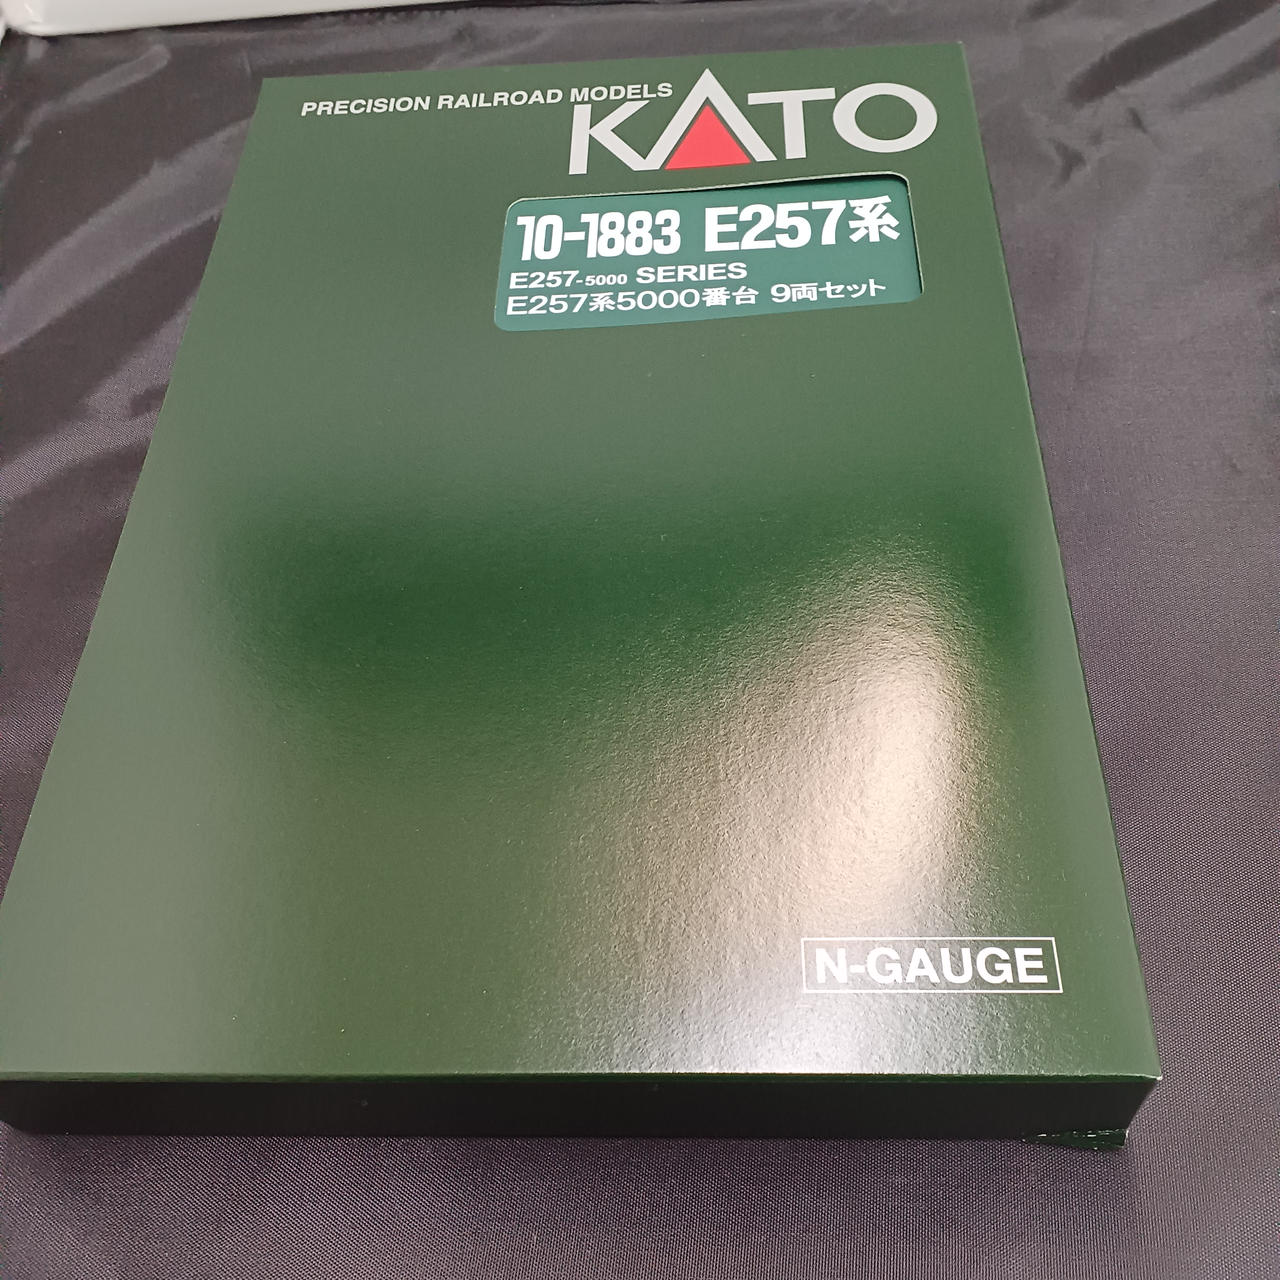 PRECISION RAILROAD MODELS
KATO
10-1883 E257系
E257-5000 SERIES
E257系5000番台 9両セット
N-GAUGE